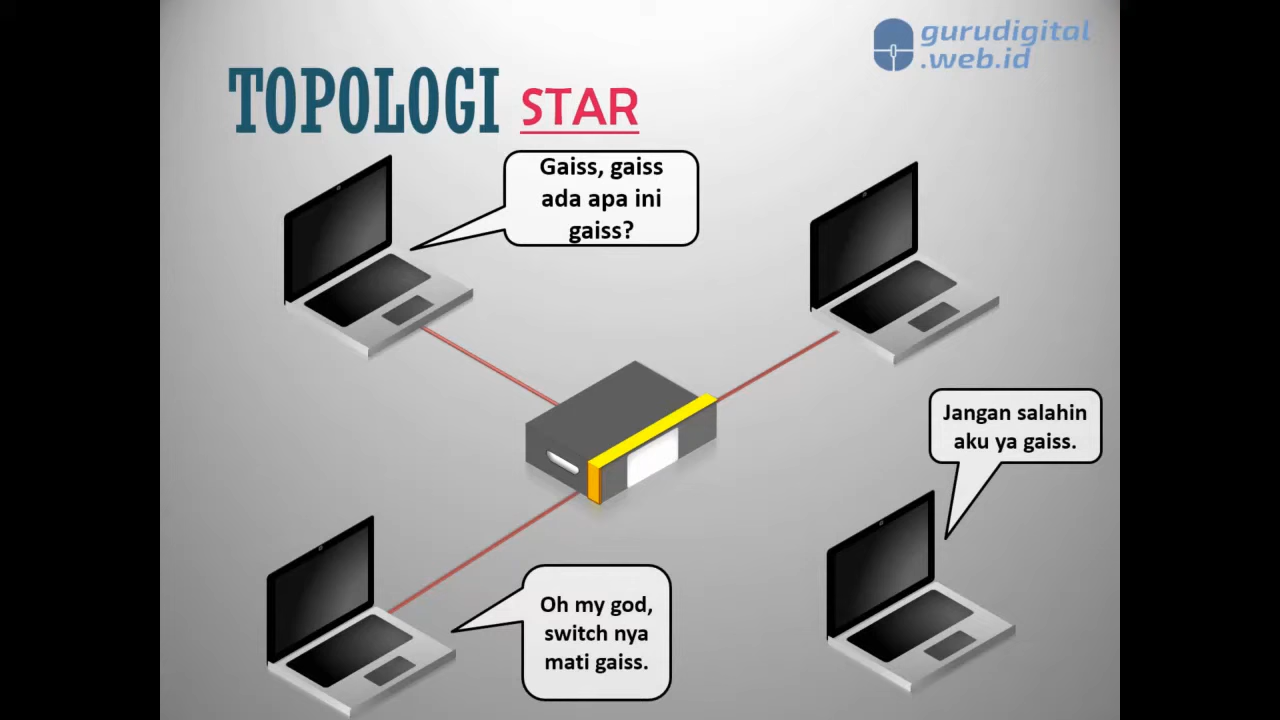 gurudigital
.web.id
TOPOLOGI STAR
Gaiss, gaiss
ada apa ini
gaiss?
Jangan salahin
aku ya gaiss.
Oh my god,
switch nya
mati gaiss.